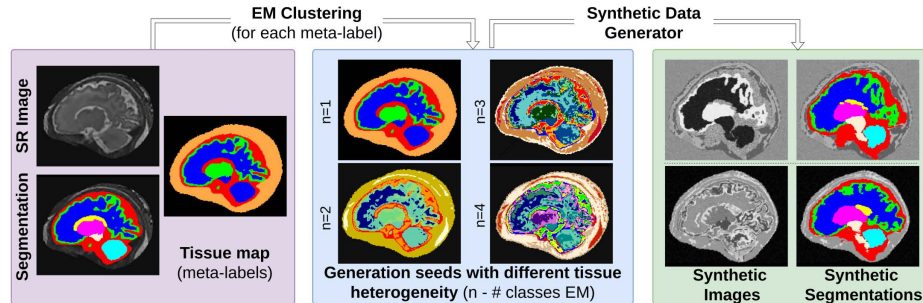 EM Clustering
(for each meta-label)
Synthetic Data
Generator
SR Image
Segmentation
Tissue map
(meta-labels)
n=1
n=3
n=2
n=4
Generation seeds with different tissue
heterogeneity (n - # classes EM)
Synthetic
Images
Synthetic
Segmentations